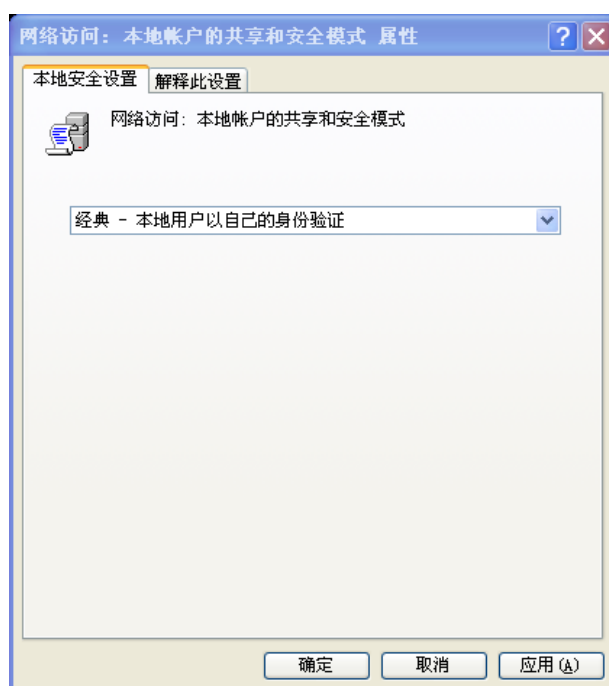 网络访问: 本地帐户的共享和安全模式 属性
本地安全设置 解释此设置
网络访问: 本地帐户的共享和安全模式
经典 - 本地用户以自己的身份验证
确定 取消 应用(A)